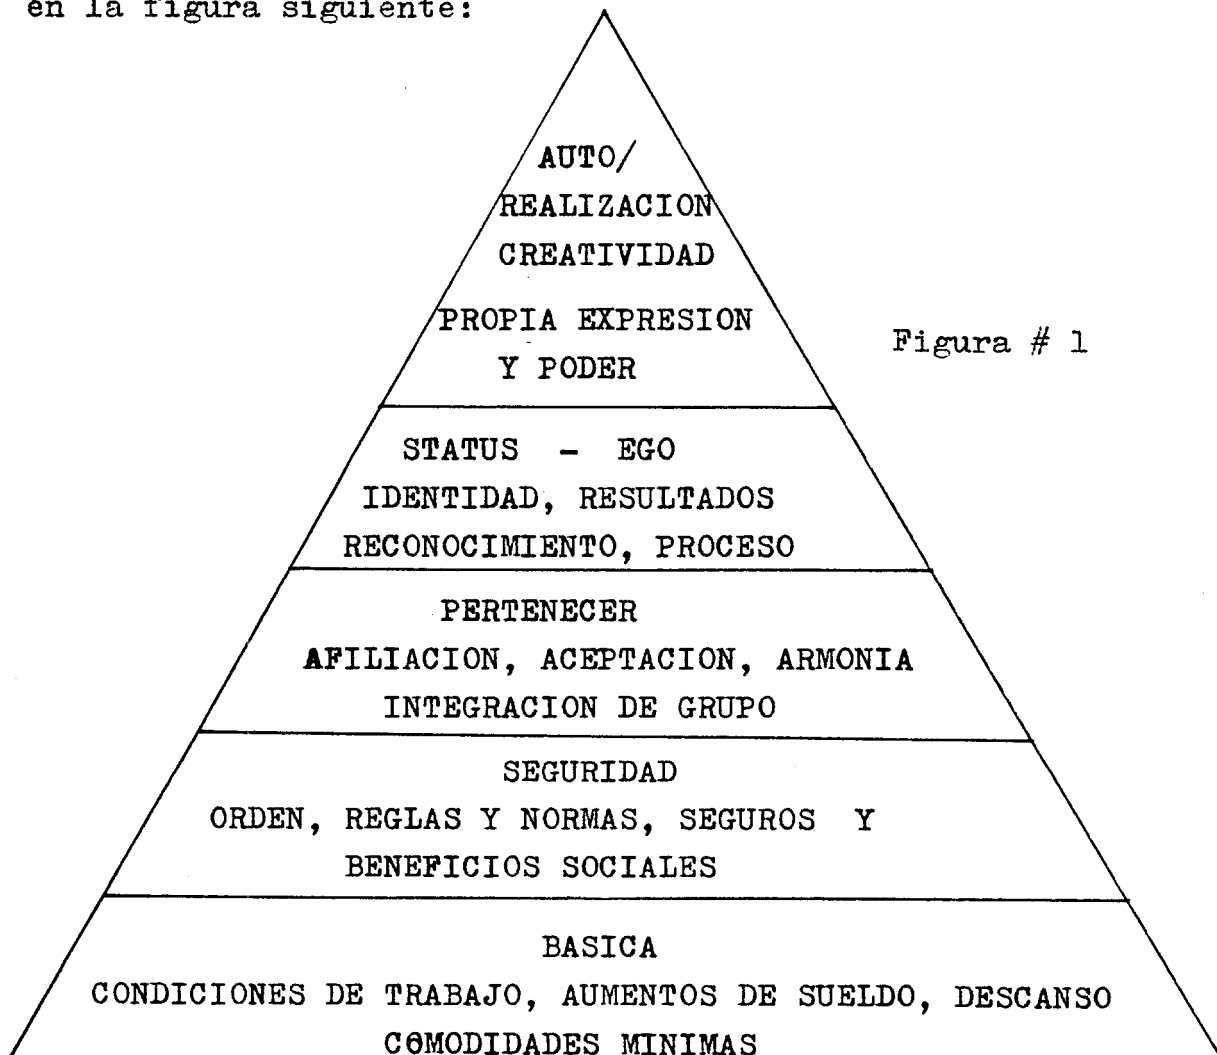 en la figura siguiente:
AUTO/
REALIZACION
CREATIVIDAD
PROPIA EXPRESION
Y PODER
Figura # 1
STATUS - EGO
IDENTIDAD, RESULTADOS
RECONOCIMIENTO, PROCESO
PERTENECER
AFILIACION, ACEPTACION, ARMONIA
INTEGRACION DE GRUPO
SEGURIDAD
ORDEN, REGLAS Y NORMAS, SEGUROS Y
BENEFICIOS SOCIALES
BASICA
CONDICIONES DE TRABAJO, AUMENTOS DE SUELDO, DESCANSO
COMODIDADES MINIMAS